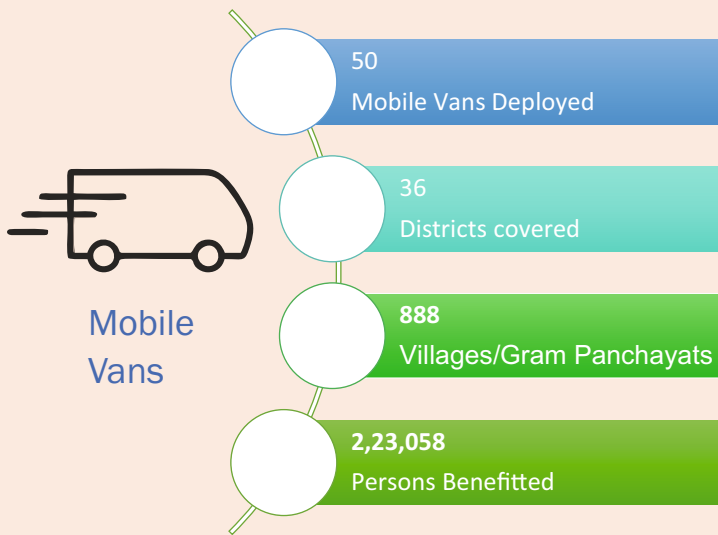 50
Mobile Vans Deployed
36
Districts covered
888
Villages/Gram Panchayats
2,23,058
Persons Benefitted
Mobile
Vans